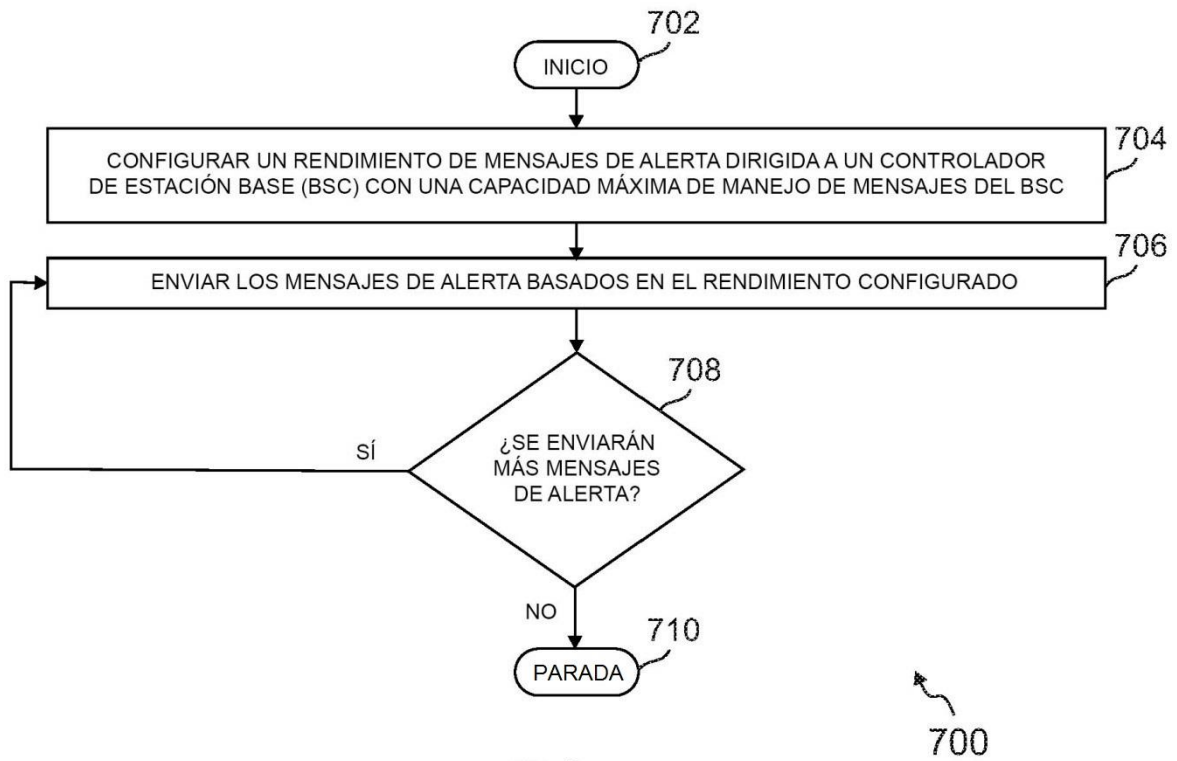 702
INICIO
704
CONFIGURAR UN RENDIMIENTO DE MENSAJES DE ALERTA DIRIGIDA A UN CONTROLADOR
DE ESTACIÓN BASE (BSC) CON UNA CAPACIDAD MÁXIMA DE MANEJO DE MENSAJES DEL BSC
706
ENVIAR LOS MENSAJES DE ALERTA BASADOS EN EL RENDIMIENTO CONFIGURADO
708
¿SE ENVIARÁN
MÁS MENSAJES
DE ALERTA?
SÍ
NO
710
PARADA
700